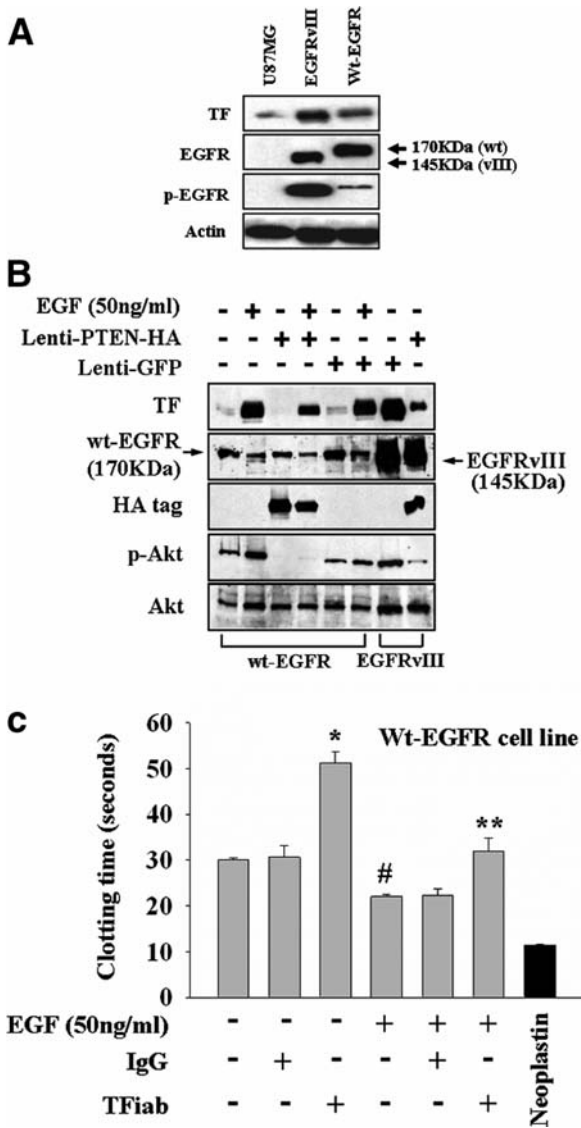 A
U87MG
EGFRvIII
Wt-EGFR
TF
EGFR
170KDa (wt)
145KDa (vIII)
p-EGFR
Actin
B
EGF (50ng/ml) - + - + - + - -
Lenti-PTEN-HA - - + + - - - +
Lenti-GFP - - - - + + + -
TF
wt-EGFR
(170KDa)
EGFRvIII
(145KDa)
HA tag
p-Akt
Akt
wt-EGFR EGFRvIII
C
Wt-EGFR cell line
Clotting time (seconds)
60
50
40
30
20
10
0
*
#
**
EGF (50ng/ml) - - - + + +
IgG - + - - + -
TFiab - - + - - +
Neoplastin